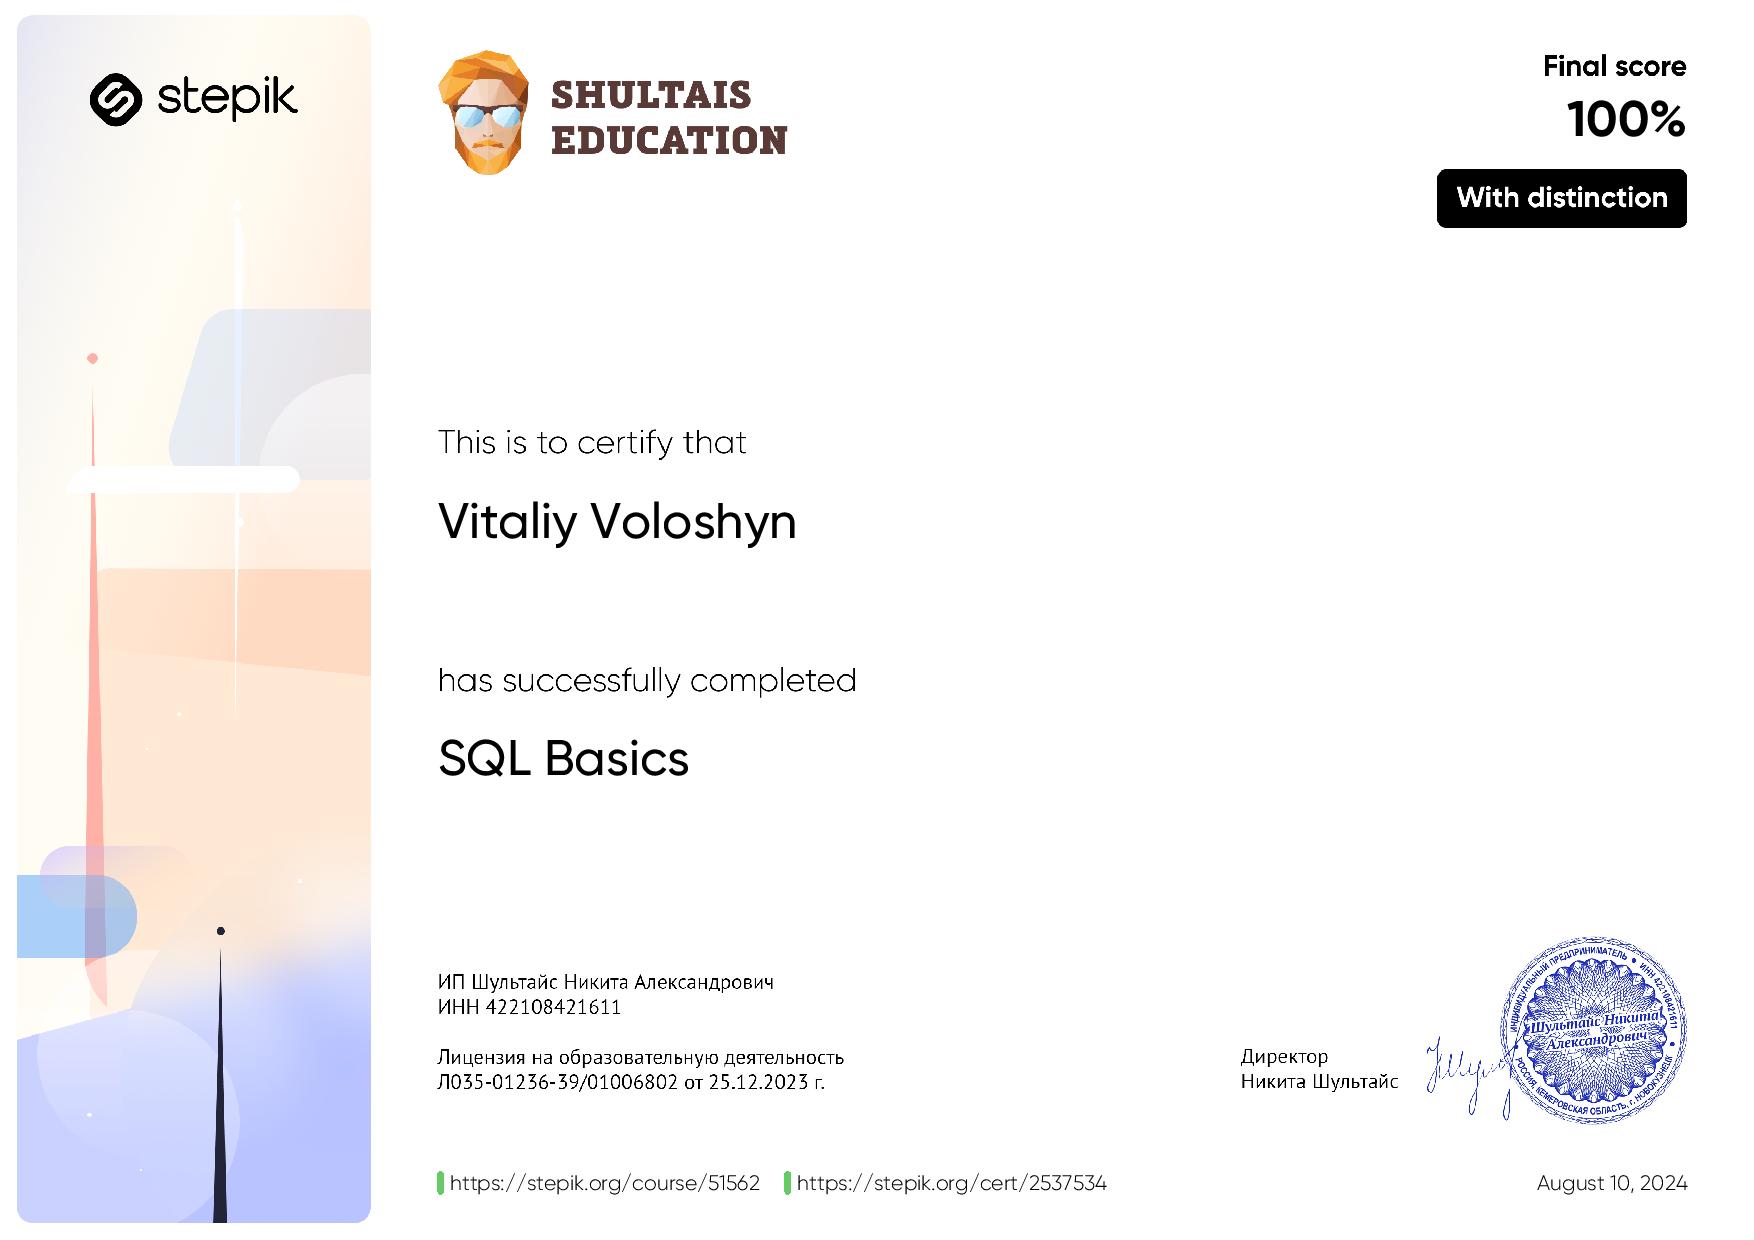 stepik
SHULTAIS
EDUCATION
Final score
100%
With distinction
This is to certify that
Vitaliy Voloshyn
has successfully completed
SQL Basics
ИП Шультайс Никита Александрович
ИНН 422108421611
Лицензия на образовательную деятельность
Л035-01236-39/01006802 от 25.12.2023 г.
Директор
Никита Шультайс
ИНДИВИДУАЛЬНЫЙ ПРЕДПРИНИМАТЕЛЬ • ИНН 422108421611 •
Шультайс Никита
Александрович
РОССИЯ, КЕМЕРОВСКАЯ ОБЛАСТЬ, г. НОВОКУЗНЕЦК
https://stepik.org/course/51562
https://stepik.org/cert/2537534
August 10, 2024